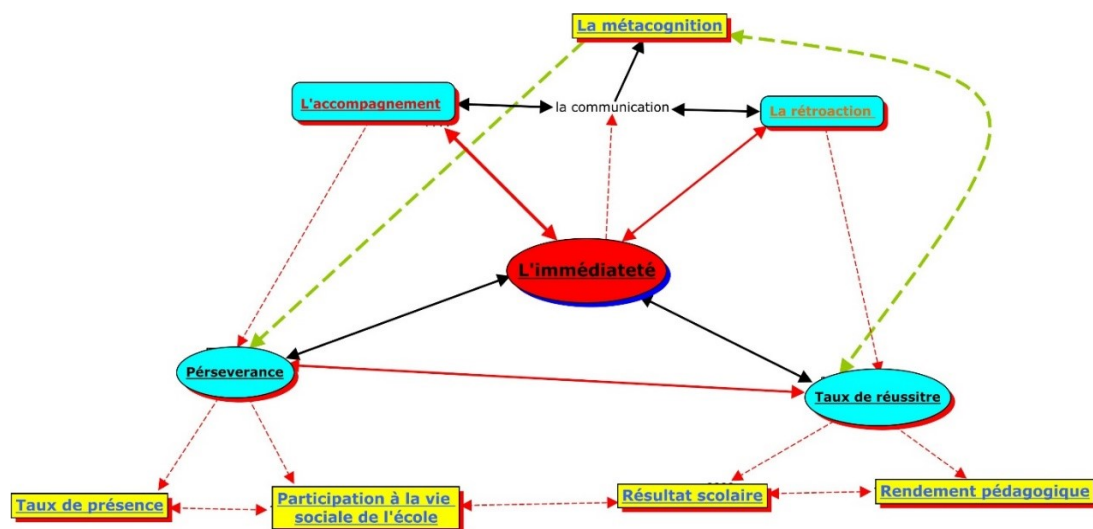 La métacognition
L'accompagnement
la communication
La rétroaction
L'immédiateté
Pérseverance
Taux de réussitre
Taux de présence
Participation à la vie
sociale de l'école
Résultat scolaire
Rendement pédagogique